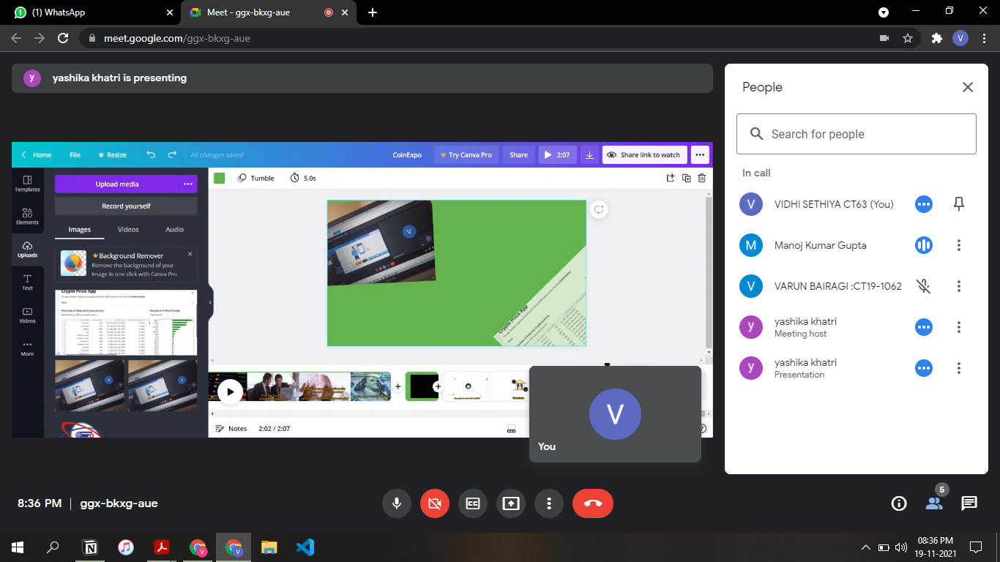 (1) WhatsApp
Meet - ggx-bkxg-aue
meet.google.com/ggx-bkxg-aue
V
y
yashika khatri is presenting
Home
File
Resize
All changes saved
CoinExpo
Try Canva Pro
Share
2:07
Share link to watch
Templates
Elements
Uploads
Text
Videos
More
Upload media
Record yourself
Images
Videos
Audio
Background Remover
Remove the background of your
image in one click with Canva Pro.
Crypto Price App
Tumble
5.0s
Crypto Price App
Notes
2:02 / 2:07
V
You
People
Search for people
In call
V
VIDHI SETHIYA CT63 (You)
M
Manoj Kumar Gupta
V
VARUN BAIRAGI :CT19-1062
y
yashika khatri
Meeting host
y
yashika khatri
Presentation
8:36 PM
ggx-bkxg-aue
5
08:36 PM
19-11-2021